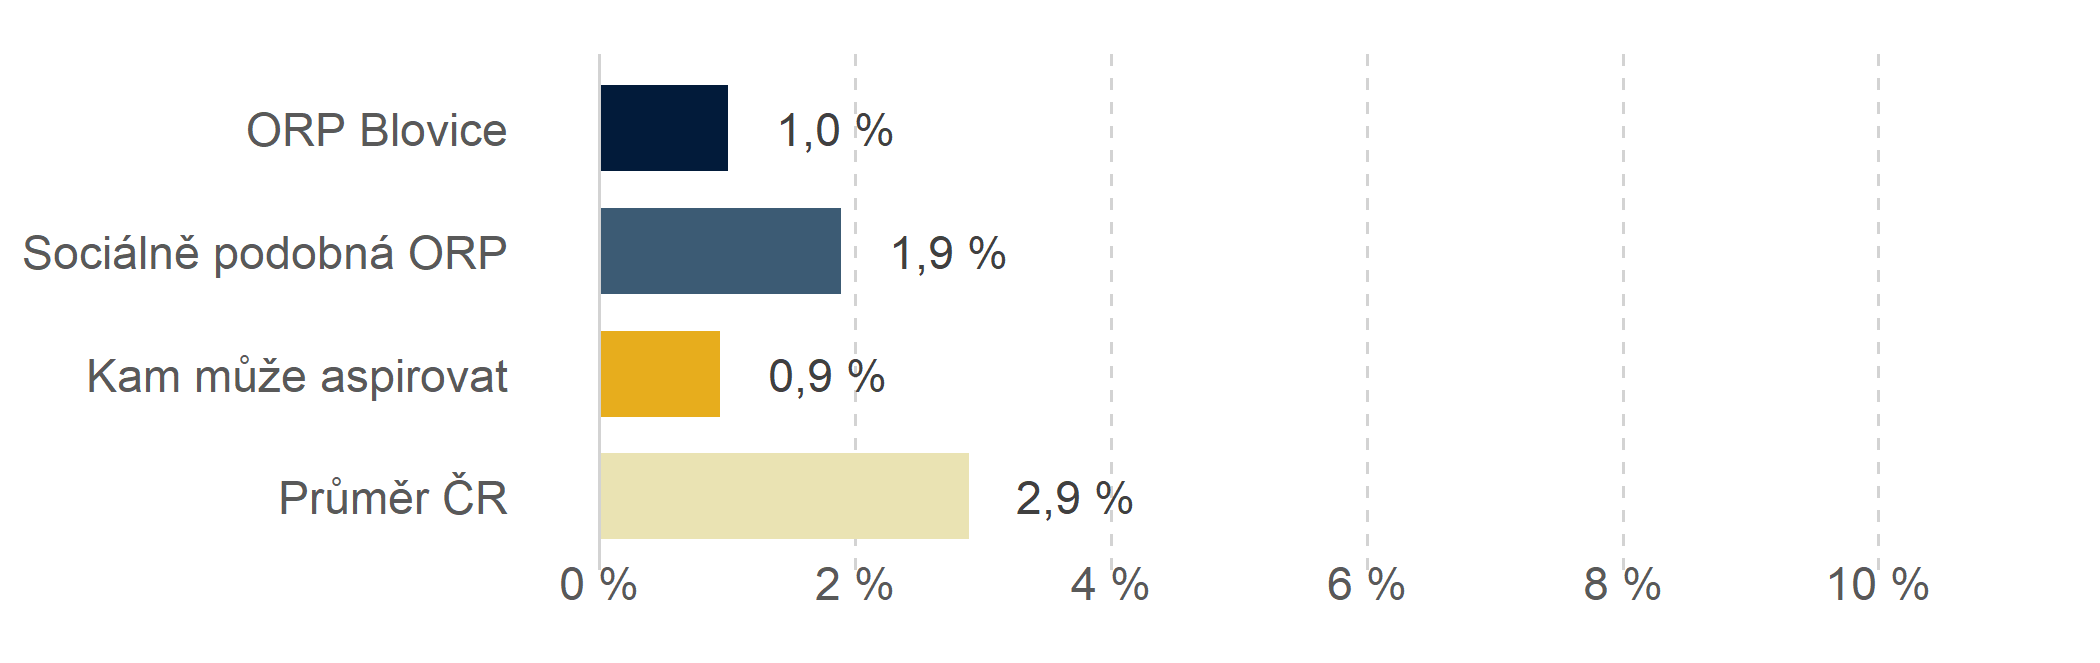 ORP Blovice 1,0 %
Sociálně podobná ORP 1,9 %
Kam může aspirovat 0,9 %
Průměr ČR 2,9 %
0 % 2 % 4 % 6 % 8 % 10 %